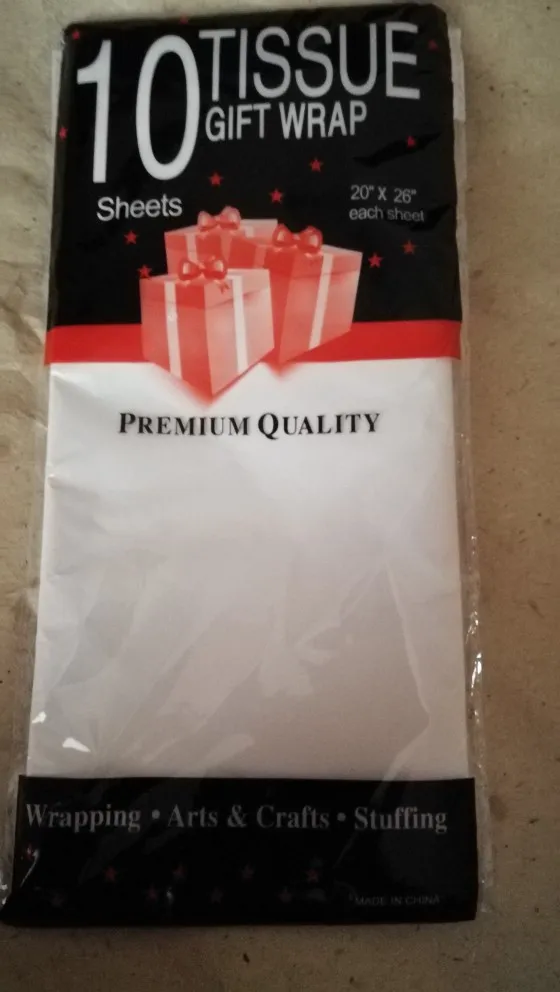 10 TISSUE
GIFT WRAP
Sheets
20" X 26"
each sheet
PREMIUM QUALITY
Wrapping • Arts & Crafts • Stuffing
MADE IN CHINA